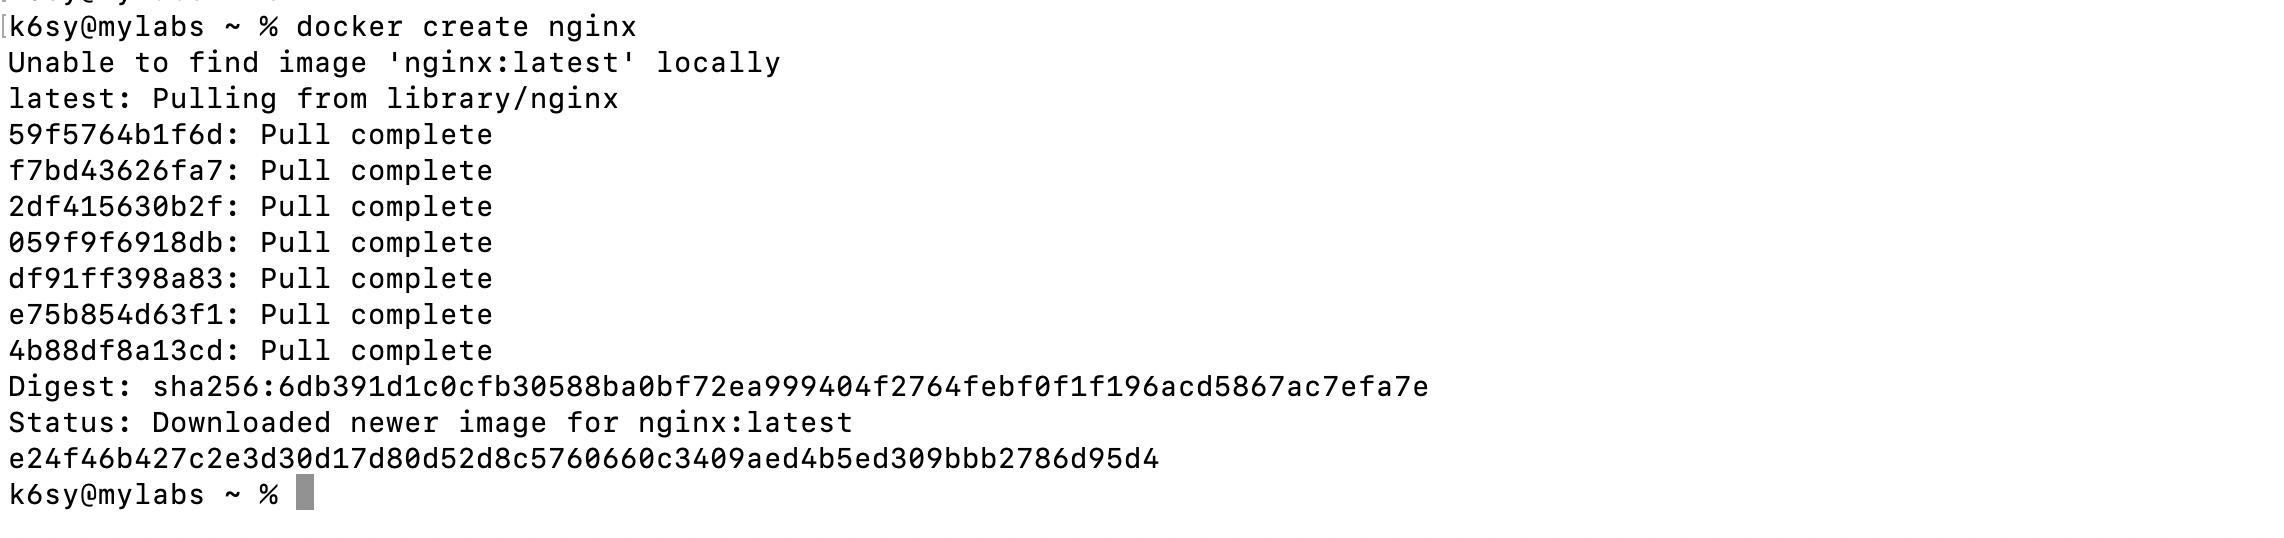 k6sy@mylabs ~ % docker create nginx
Unable to find image 'nginx:latest' locally
latest: Pulling from library/nginx
59f5764b1f6d: Pull complete
f7bd43626fa7: Pull complete
2df415630b2f: Pull complete
059f9f6918db: Pull complete
df91ff398a83: Pull complete
e75b854d63f1: Pull complete
4b88df8a13cd: Pull complete
Digest: sha256:6db391d1c0cfb30588ba0bf72ea999404f2764febf0f1f196acd5867ac7efa7e
Status: Downloaded newer image for nginx:latest
e24f46b427c2e3d30d17d80d52d8c5760660c3409aed4b5ed309bbb2786d95d4
k6sy@mylabs ~ %